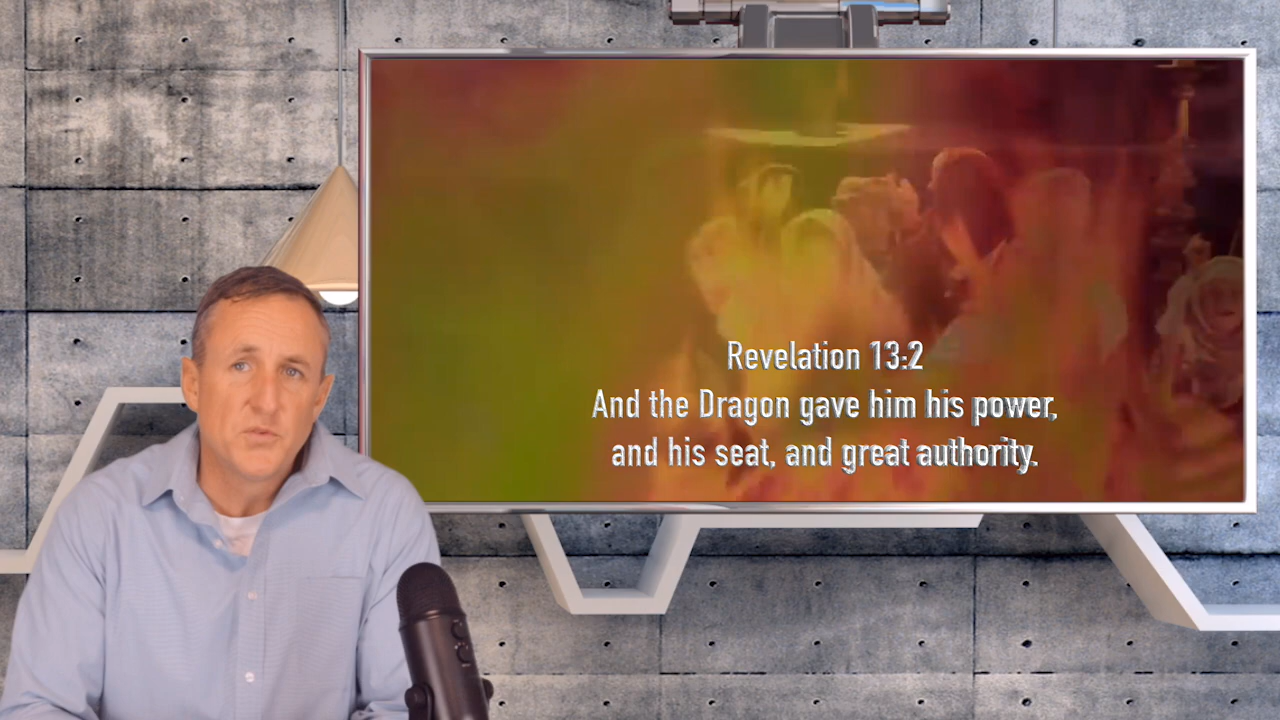 Revelation 13:2
And the Dragon gave him his power,
and his seat, and great authority.